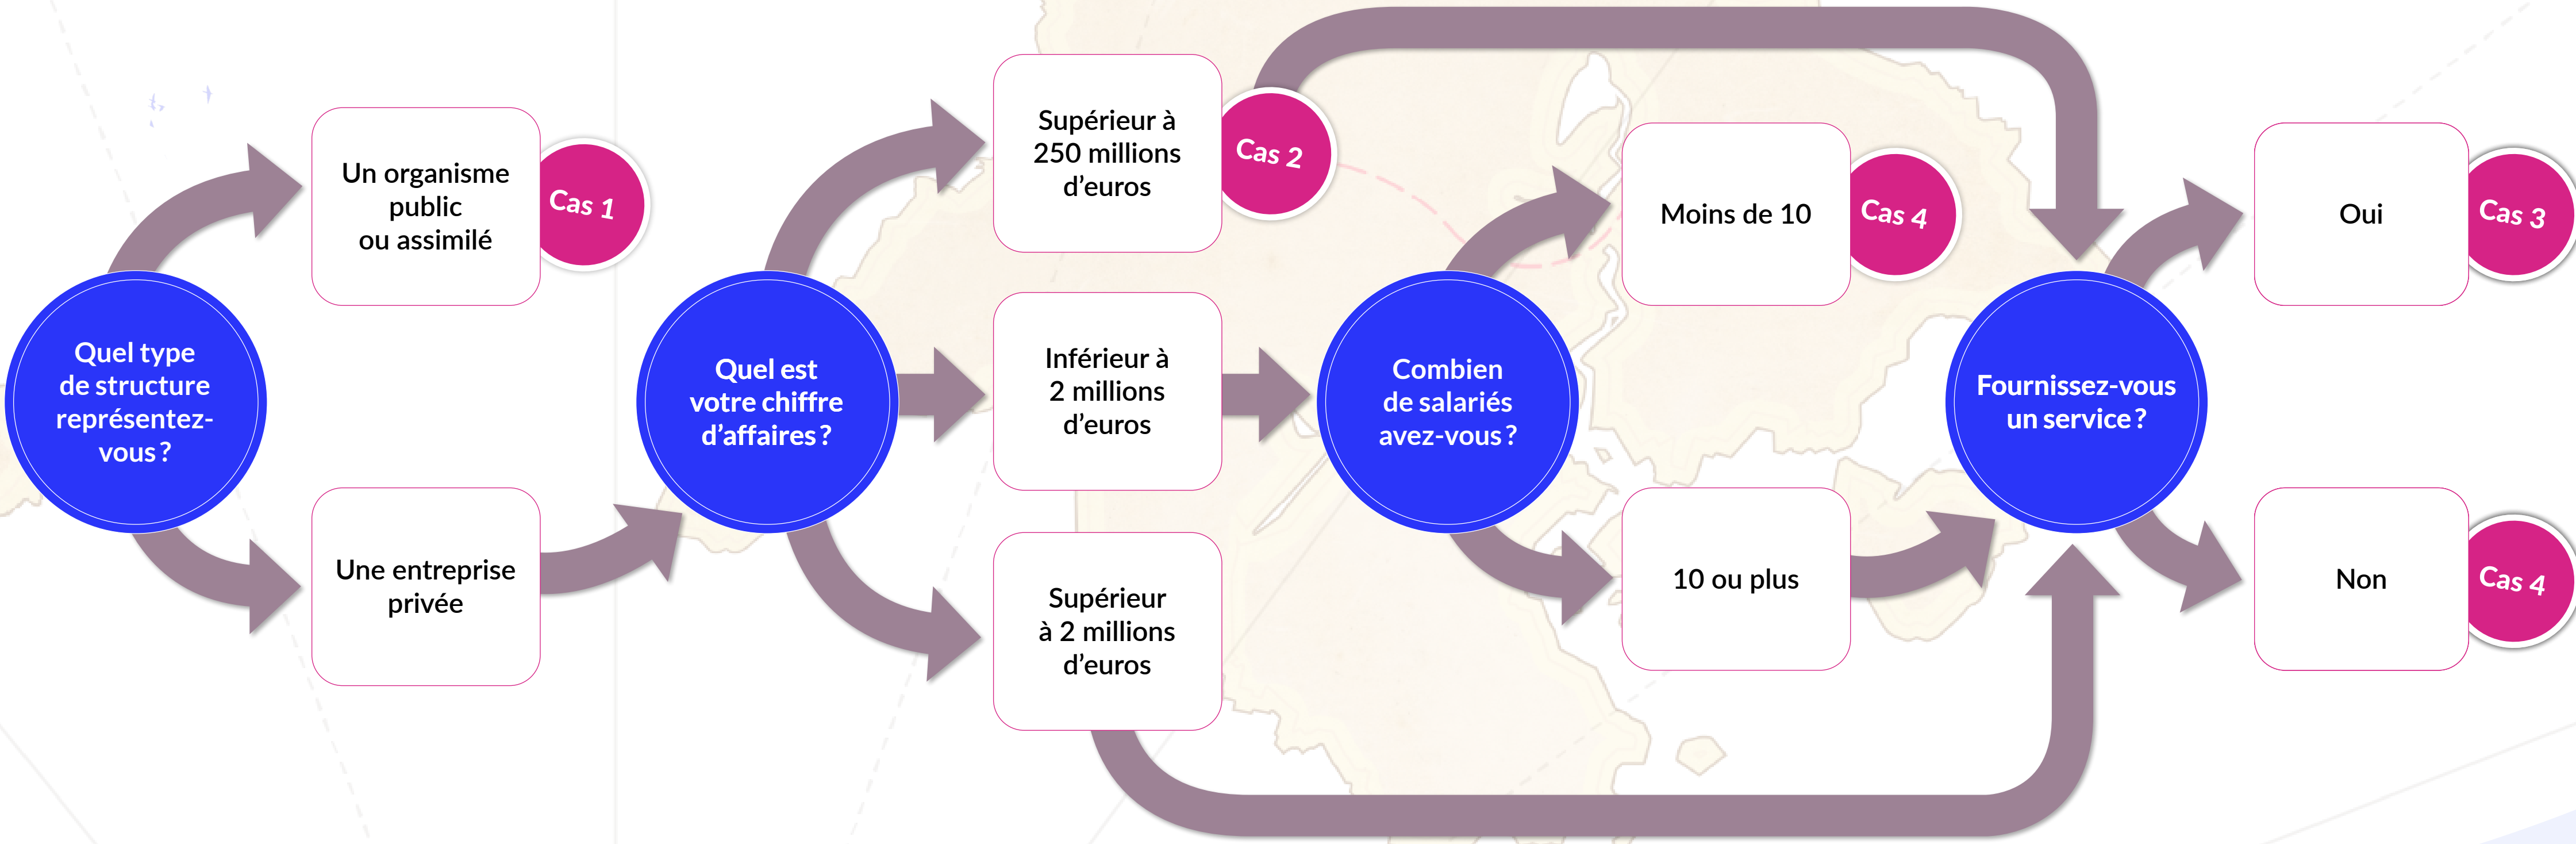 Quel type
de structure
représentez-
vous ?
Un organisme
public
ou assimilé
Cas 1
Une entreprise
privée
Quel est
votre chiffre
d’affaires ?
Supérieur à
250 millions
d’euros
Cas 2
Inférieur à
2 millions
d’euros
Supérieur
à 2 millions
d’euros
Combien
de salariés
avez-vous ?
Moins de 10
Cas 4
10 ou plus
Fournissez-vous
un service ?
Oui
Cas 3
Non
Cas 4